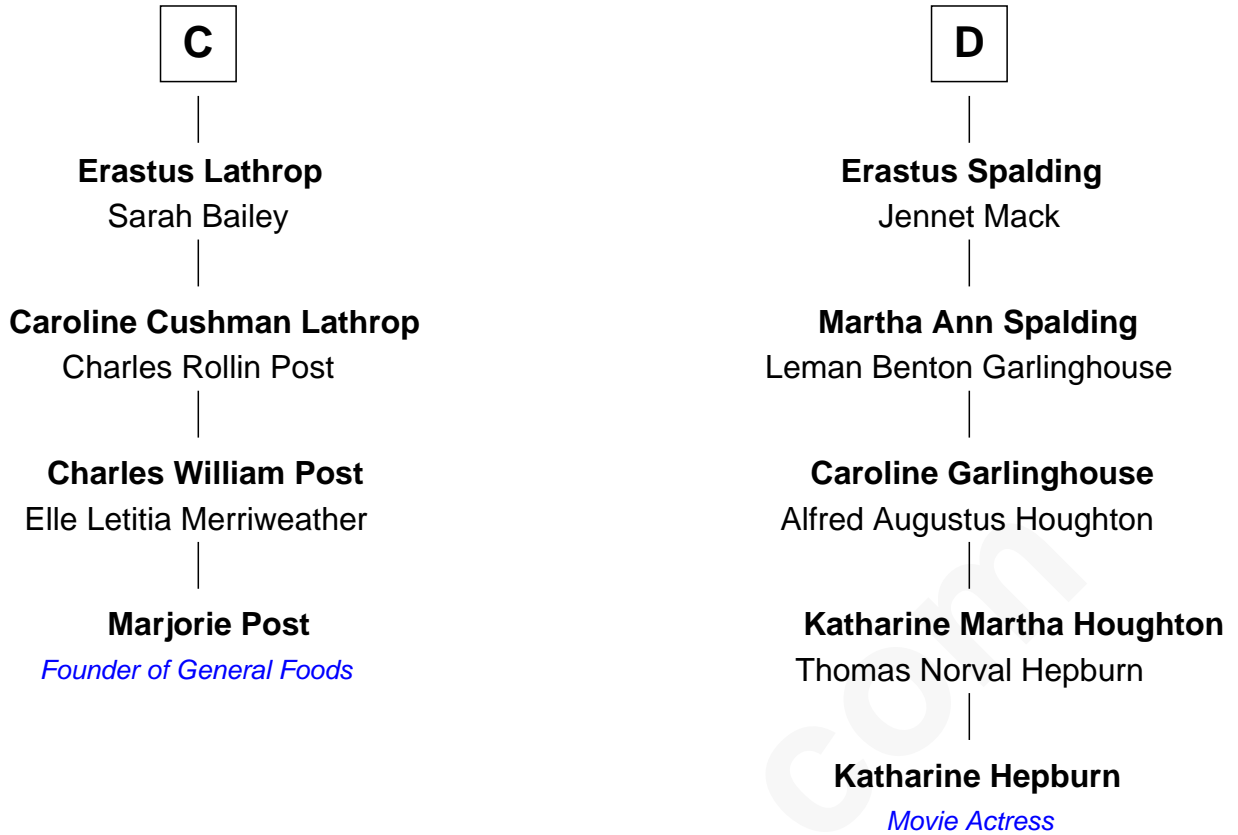 C
Erastus Lathrop
Sarah Bailey
Caroline Cushman Lathrop
Charles Rollin Post
Charles William Post
Elle Letitia Merriweather
Marjorie Post
Founder of General Foods
D
Erastus Spalding
Jennet Mack
Martha Ann Spalding
Leman Benton Garlinghouse
Caroline Garlinghouse
Alfred Augustus Houghton
Katharine Martha Houghton
Thomas Norval Hepburn
Katharine Hepburn
Movie Actress
com